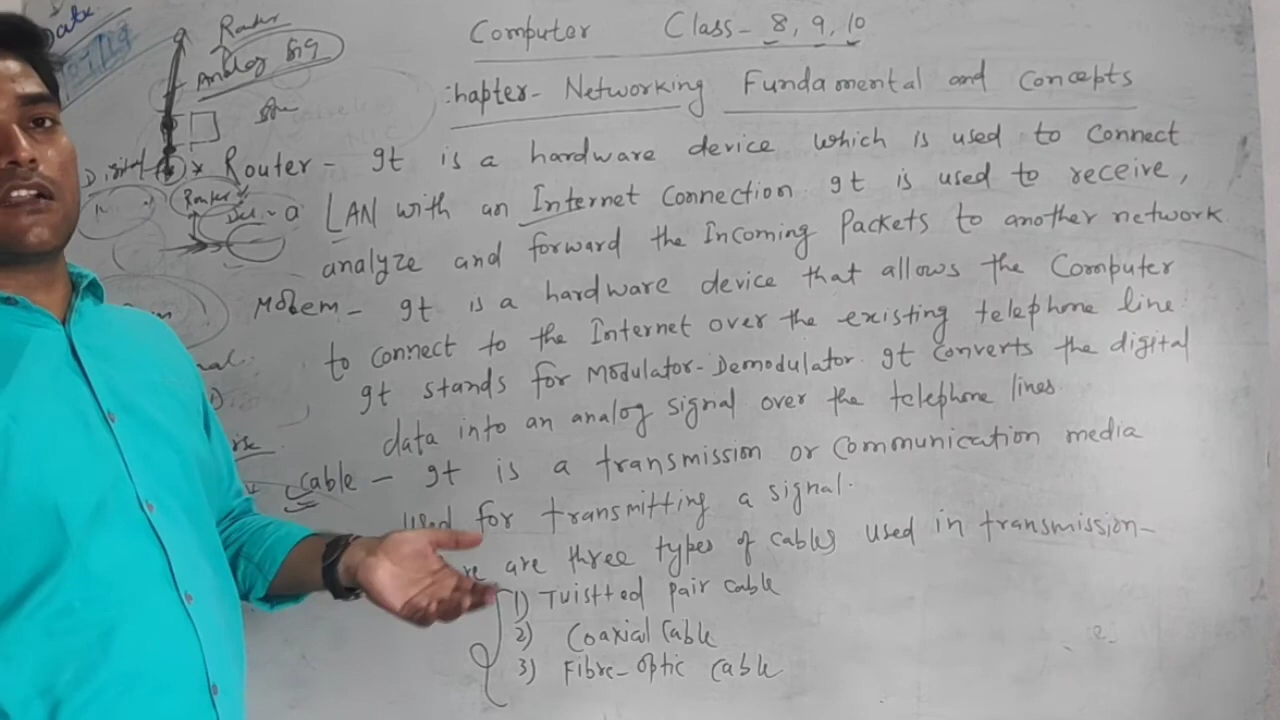 Date
Router
Analog sig
Computer Class- 8, 9, 10
Chapter- Networking Fundamental and Concepts
Digital
* Router - It is a hardware device which is used to Connect
Router
a LAN with an Internet Connection. It is used to receive,
analyze and forward the Incoming Packets to another network
Modem - It is a hardware device that allows the Computer
to connect to the Internet over the existing telephone line
It stands for Modulator-Demodulator. It converts the digital
data into an analog signal over the telephone lines.
Cable - It is a transmission or Communication media
used for transmitting a signal.
are three types of cables used in transmission-
1) Twistted pair cable
2) Coaxial Cable
3) Fibre-optic cable